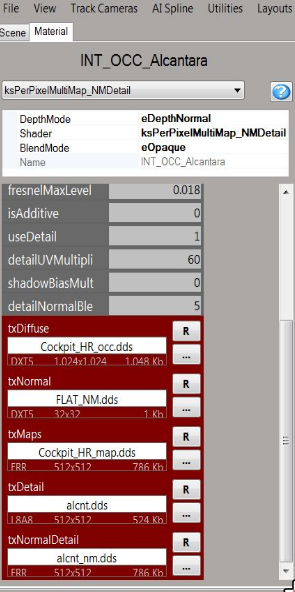 File View Track Cameras AI Spline Utilities Layouts
Scene Material
INT_OCC_Alcantara
ksPerPixelMultiMap_NMDetail
DepthMode eDepthNormal
Shader ksPerPixelMultiMap_NMDetail
BlendMode eOpaque
Name INT_OCC_Alcantara
fresnelMaxLevel 0.018
isAdditive 0
useDetail 1
detailUVMultipli 60
shadowBiasMult 0
detailNormalBle 5
txDiffuse R
Cockpit_HR_occ.dds ...
DXT5 1.024x1.024 1.048 Kb
txNormal R
FLAT_NM.dds ...
DXT5 32x32 1 Kb
txMaps R
Cockpit_HR_map.dds ...
ERR 512x512 786 Kb
txDetail R
alcnt.dds ...
L8A8 512x512 524 Kb
txNormalDetail R
alcnt_nm.dds ...
ERR 512x512 786 Kb